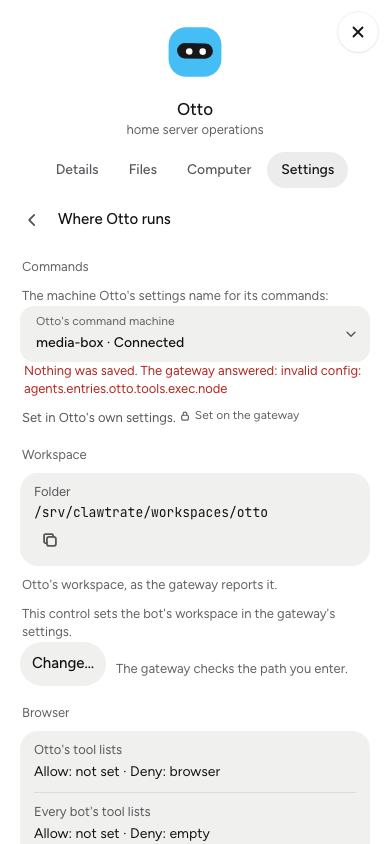 Otto
home server operations
Details Files Computer Settings
Where Otto runs
Commands
The machine Otto's settings name for its commands:
Otto's command machine
media-box · Connected
Nothing was saved. The gateway answered: invalid config:
agents.entries.otto.tools.exec.node
Set in Otto's own settings. Set on the gateway
Workspace
Folder
/srv/clawtrate/workspaces/otto
Otto's workspace, as the gateway reports it.
This control sets the bot's workspace in the gateway's
settings.
Change... The gateway checks the path you enter.
Browser
Otto's tool lists
Allow: not set · Deny: browser
Every bot's tool lists
Allow: not set · Deny: empty